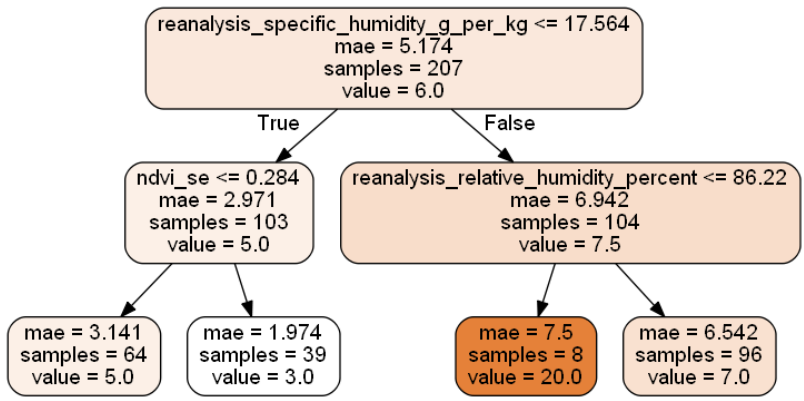 reanalysis_specific_humidity_g_per_kg <= 17.564
mae = 5.174
samples = 207
value = 6.0
True
False
ndvi_se <= 0.284
mae = 2.971
samples = 103
value = 5.0
reanalysis_relative_humidity_percent <= 86.22
mae = 6.942
samples = 104
value = 7.5
mae = 3.141
samples = 64
value = 5.0
mae = 1.974
samples = 39
value = 3.0
mae = 7.5
samples = 8
value = 20.0
mae = 6.542
samples = 96
value = 7.0